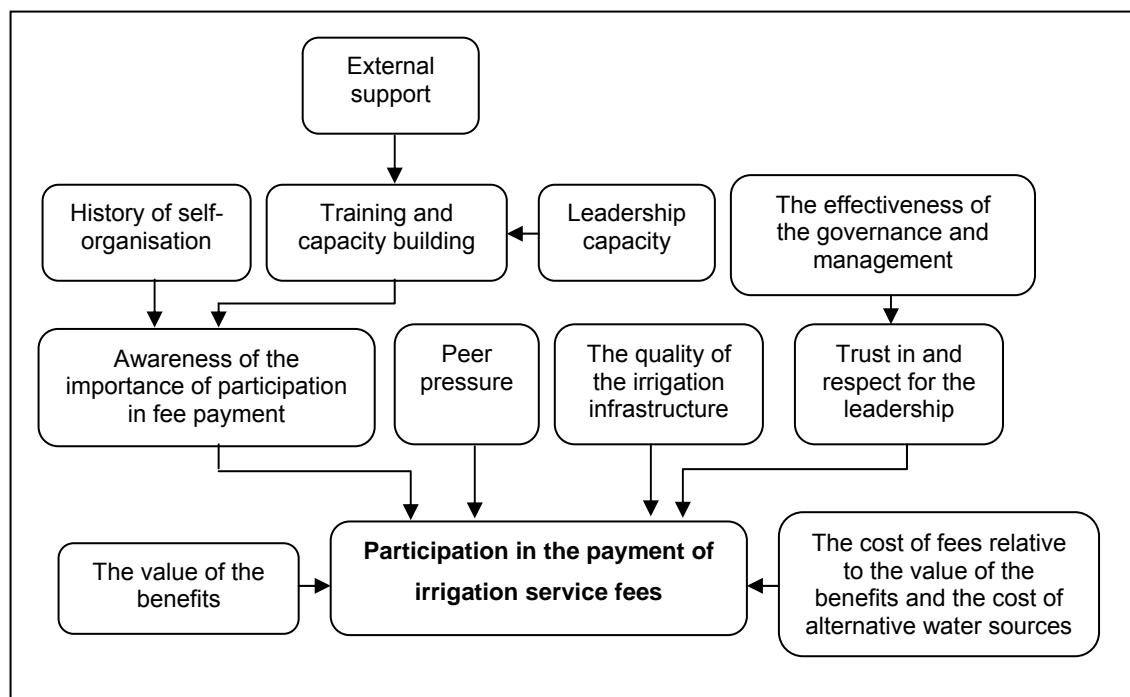 External
support
History of self-
organisation
Training and
capacity building
Leadership
capacity
The effectiveness of
the governance and
management
Awareness of the
importance of participation
in fee payment
Peer
pressure
The quality of
the irrigation
infrastructure
Trust in and
respect for the
leadership
The value of the
benefits
Participation in the payment of
irrigation service fees
The cost of fees relative
to the value of the
benefits and the cost of
alternative water sources